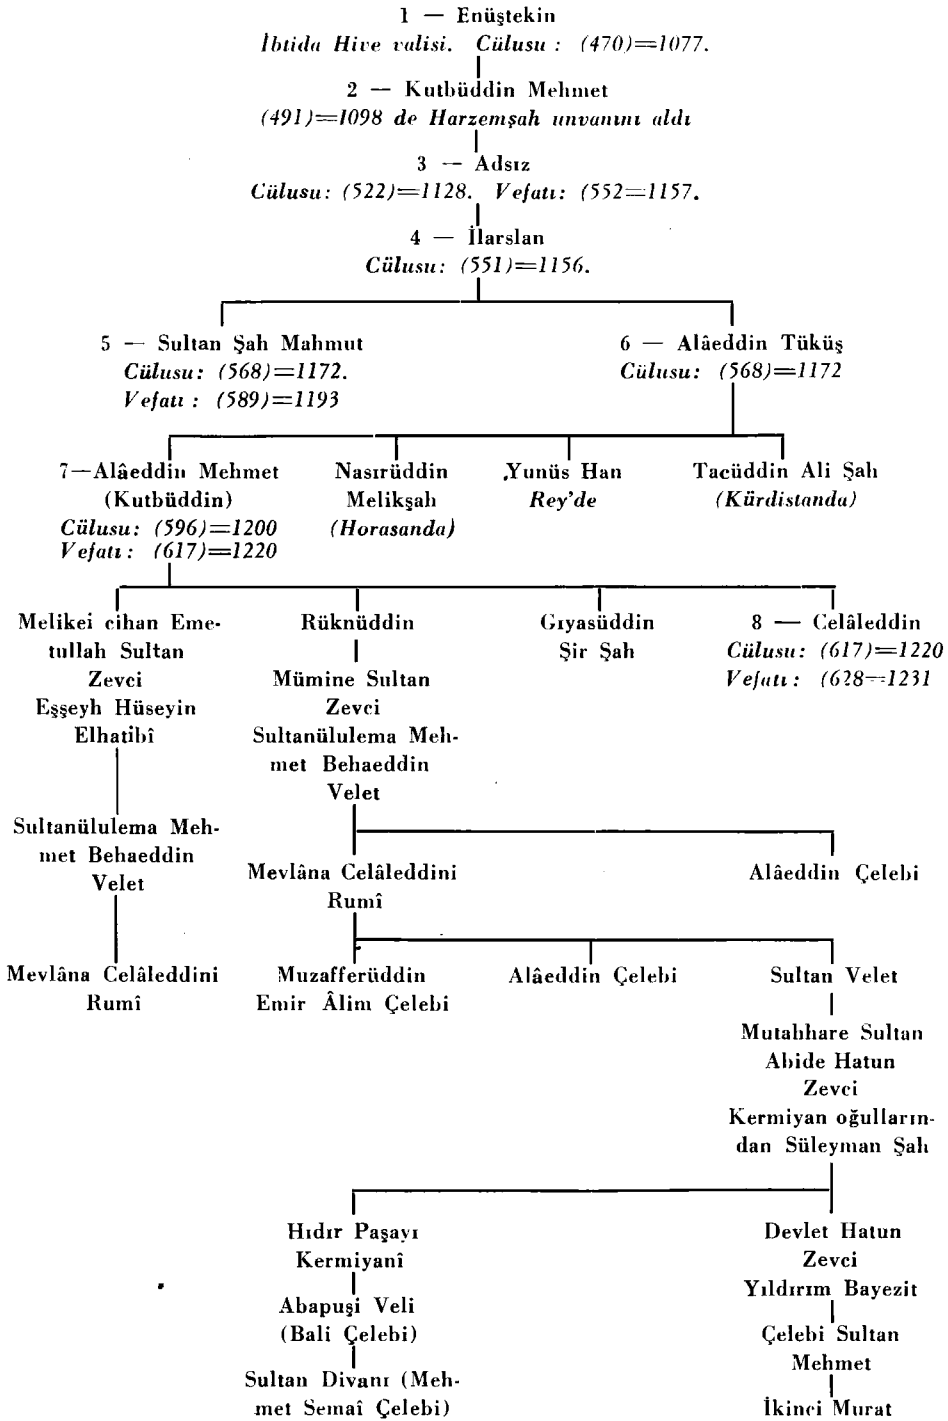 1 — Enüştekin
İbtida Hive valisi. Cülusu : (470)=1077.
2 — Kutbüddin Mehmet
(491)=1098 de Harzemşah unvanını aldı
3 — Adsız
Cülusu: (522)=1128. Vefatı: (552=1157.
4 — İlarslan
Cülusu: (551)=1156.
5 — Sultan Şah Mahmut
Cülusu: (568)=1172.
Vefatı : (589)=1193
6 — Alâeddin Tüküş
Cülusu: (568)=1172
7—Alâeddin Mehmet
(Kutbüddin)
Cülusu: (596)=1200
Vefatı: (617)=1220
Nasırüddin
Melikşah
(Horasanda)
Yunüs Han
Rey'de
Tacüddin Ali Şah
(Kürdistanda)
Melikei cihan Eme-
tullah Sultan
Zevci
Eşşeyh Hüseyin
Elhatibî
Rüknüddin
Mümine Sultan
Zevci
Sultanülulema Meh-
met Behaeddin
Velet
Gıyasüddin
Şir Şah
8 — Celâleddin
Cülusu: (617)=1220
Vefatı: (628=1231
Sultanülulema Meh-
met Behaeddin
Velet
Mevlâna Celâleddini
Rumî
Alâeddin Çelebi
Mevlâna Celâleddini
Rumî
Muzafferüddin
Emir Âlim Çelebi
Alâeddin Çelebi
Sultan Velet
Mutahhare Sultan
Abide Hatun
Zevci
Kermiyan oğulların-
dan Süleyman Şah
Hıdır Paşayı
Kermiyanî
Abapuşi Veli
(Bali Çelebi)
Sultan Divanı (Meh-
met Semaî Çelebi)
Devlet Hatun
Zevci
Yıldırım Bayezit
Çelebi Sultan
Mehmet
İkinci Murat